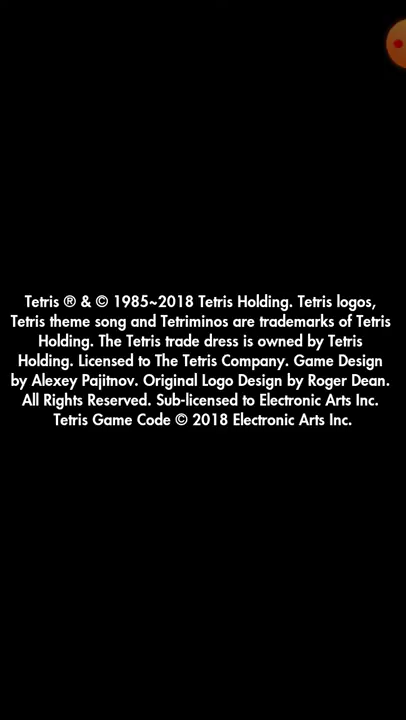 Tetris ® & © 1985~2018 Tetris Holding. Tetris logos,
Tetris theme song and Tetriminos are trademarks of Tetris
Holding. The Tetris trade dress is owned by Tetris
Holding. Licensed to The Tetris Company. Game Design
by Alexey Pajitnov. Original Logo Design by Roger Dean.
All Rights Reserved. Sub-licensed to Electronic Arts Inc.
Tetris Game Code © 2018 Electronic Arts Inc.